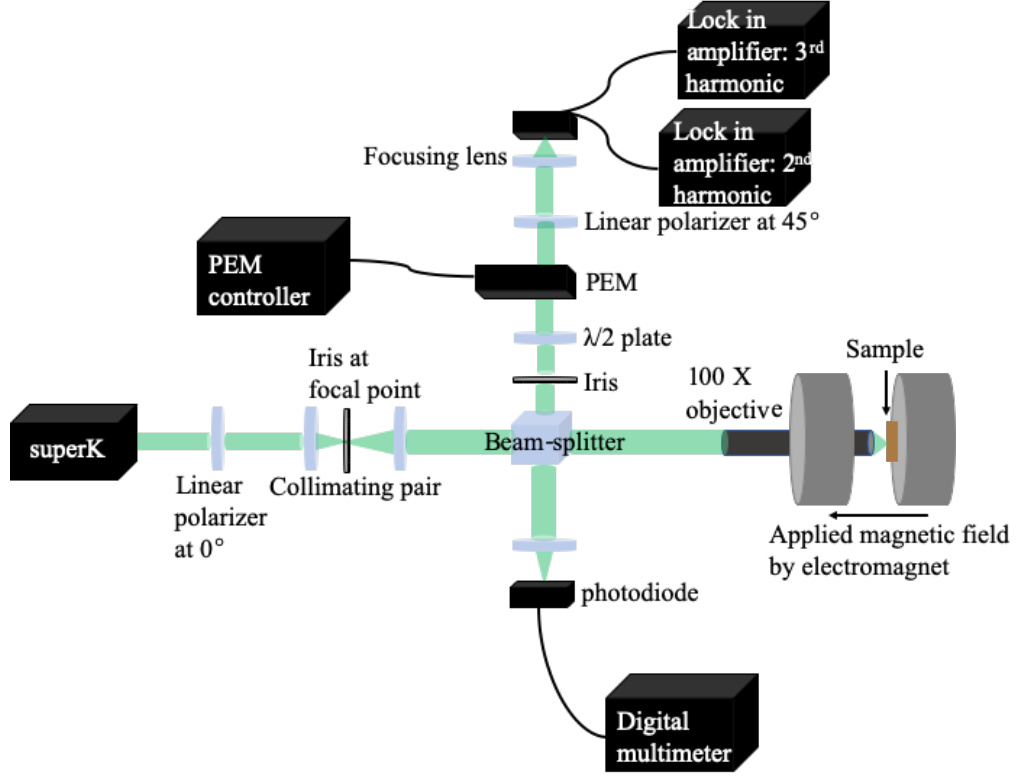 Lock in
amplifier: 3rd
harmonic
Lock in
amplifier: 2nd
harmonic
Focusing lens
Linear polarizer at 45°
PEM
controller
PEM
λ/2 plate
Iris at
focal point
Iris
100 X
objective
Sample
superK
Beam-splitter
Linear
polarizer
at 0°
Collimating pair
Applied magnetic field
by electromagnet
photodiode
Digital
multimeter